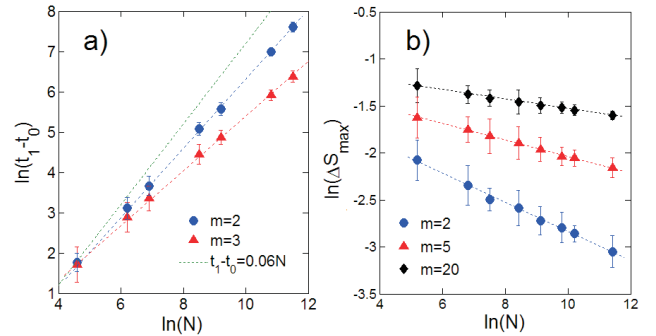 a)
8
7
6
5
4
3
2
1
ln(t₁-t₀)
4 6 8 10 12
ln(N)
m=2
m=3
t₁-t₀=0.06N
b)
-0.5
-1
-1.5
-2
-2.5
-3
-3.5
ln(ΔSmax)
4 6 8 10 12
ln(N)
m=2
m=5
m=20